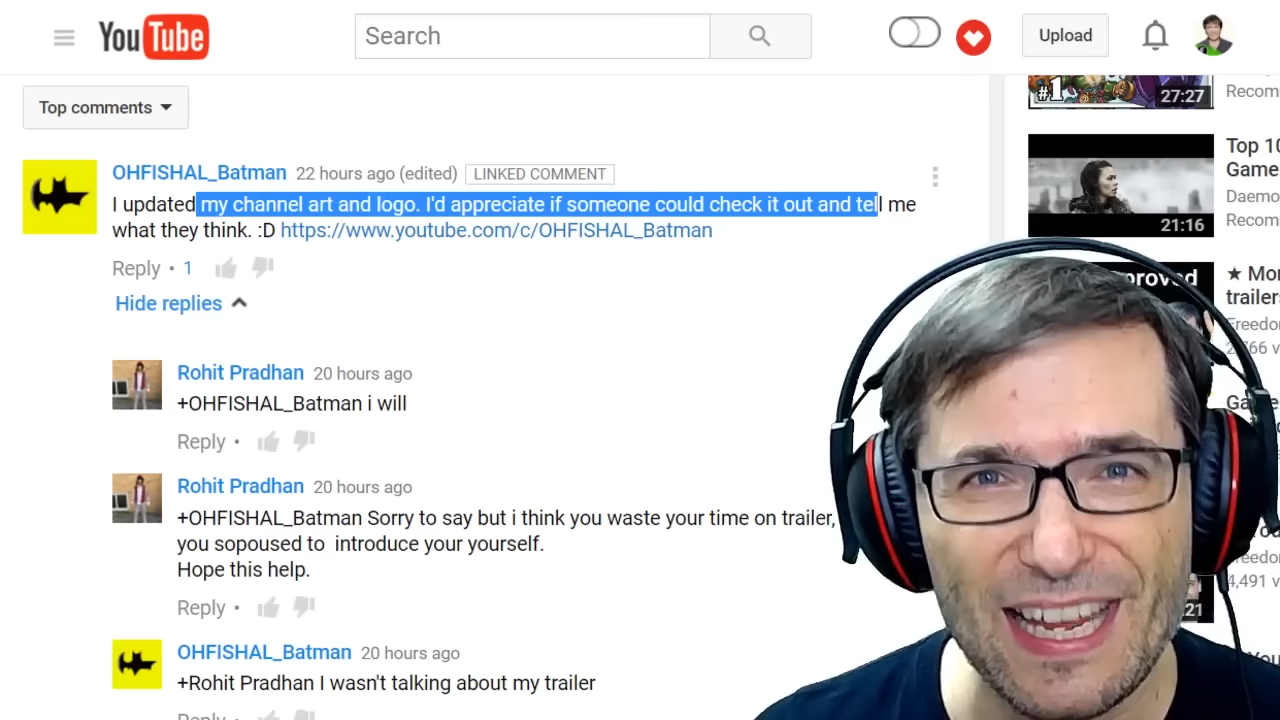 YouTube
Search
Upload
Top comments
#1
27:27
Recom
OHFISHAL_Batman 22 hours ago (edited) LINKED COMMENT
I updated my channel art and logo. I'd appreciate if someone could check it out and tell me
what they think. :D https://www.youtube.com/c/OHFISHAL_Batman
Reply • 1
Hide replies
Top 10
Game
Daemo
Recom
21:16
proved
★ Mor
trailers
Freedo
Rohit Pradhan 20 hours ago
+OHFISHAL_Batman i will
Reply •
Rohit Pradhan 20 hours ago
+OHFISHAL_Batman Sorry to say but i think you waste your time on trailer,
you sopoused to introduce your yourself.
Hope this help.
Reply •
4,491 v
21
OHFISHAL_Batman 20 hours ago
+Rohit Pradhan I wasn't talking about my trailer
Reply